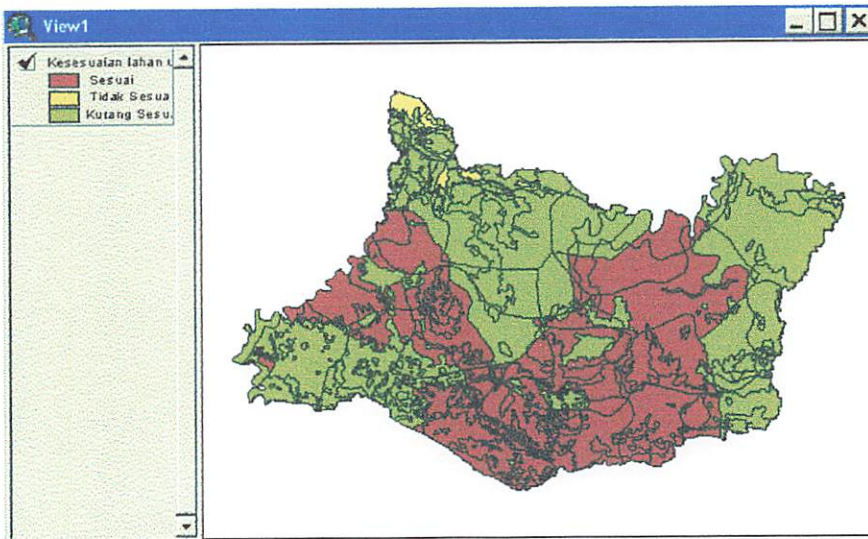 View1
Kesesuaian lahan u
Sesuai
Tidak Sesua
Kurang Sesu